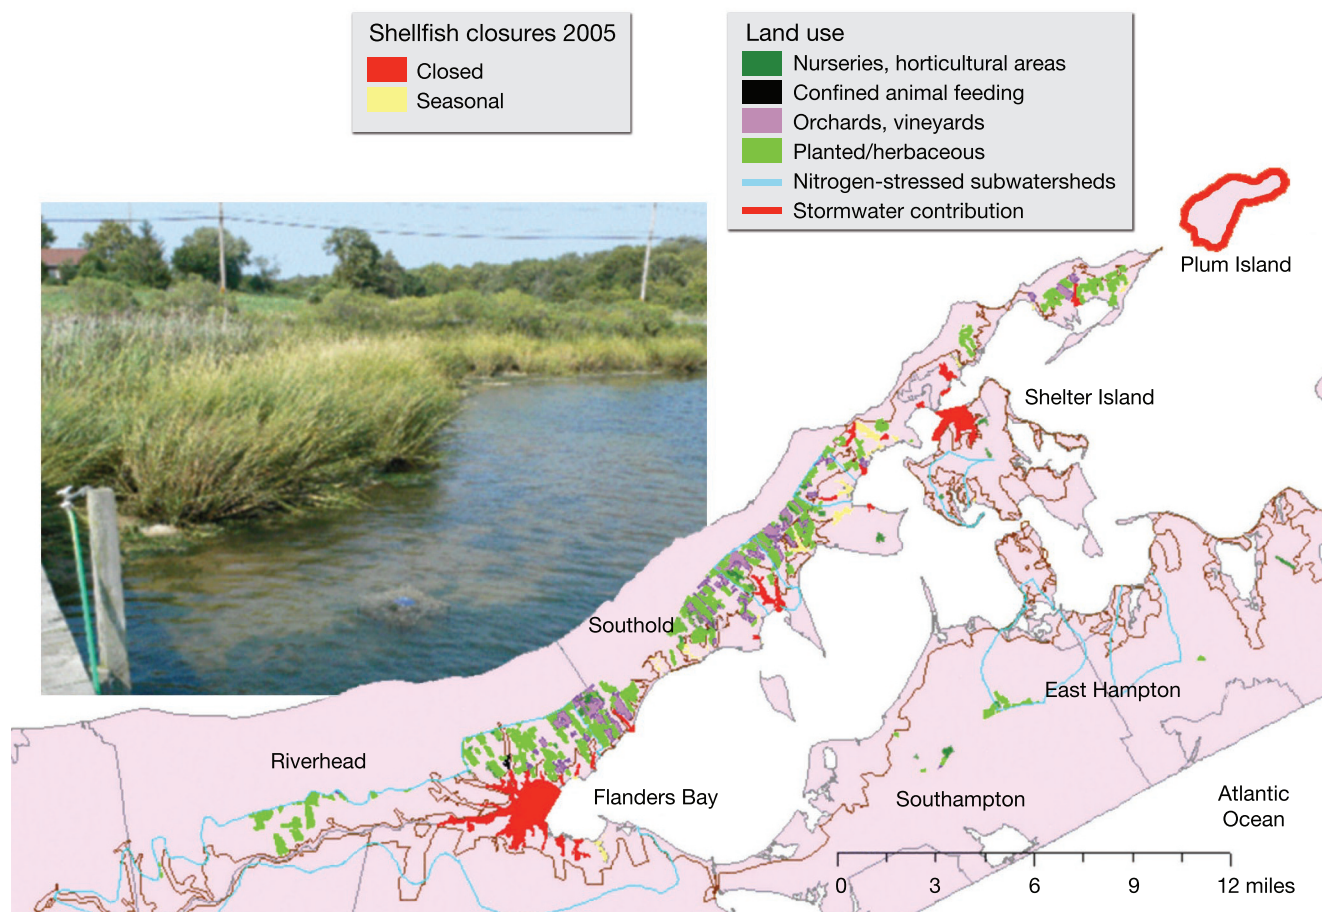 Shellfish closures 2005
Closed
Seasonal
Land use
Nurseries, horticultural areas
Confined animal feeding
Orchards, vineyards
Planted/herbaceous
Nitrogen-stressed subwatersheds
Stormwater contribution
Plum Island
Shelter Island
Southold
East Hampton
Riverhead
Flanders Bay
Southampton
Atlantic
Ocean
0 3 6 9 12 miles